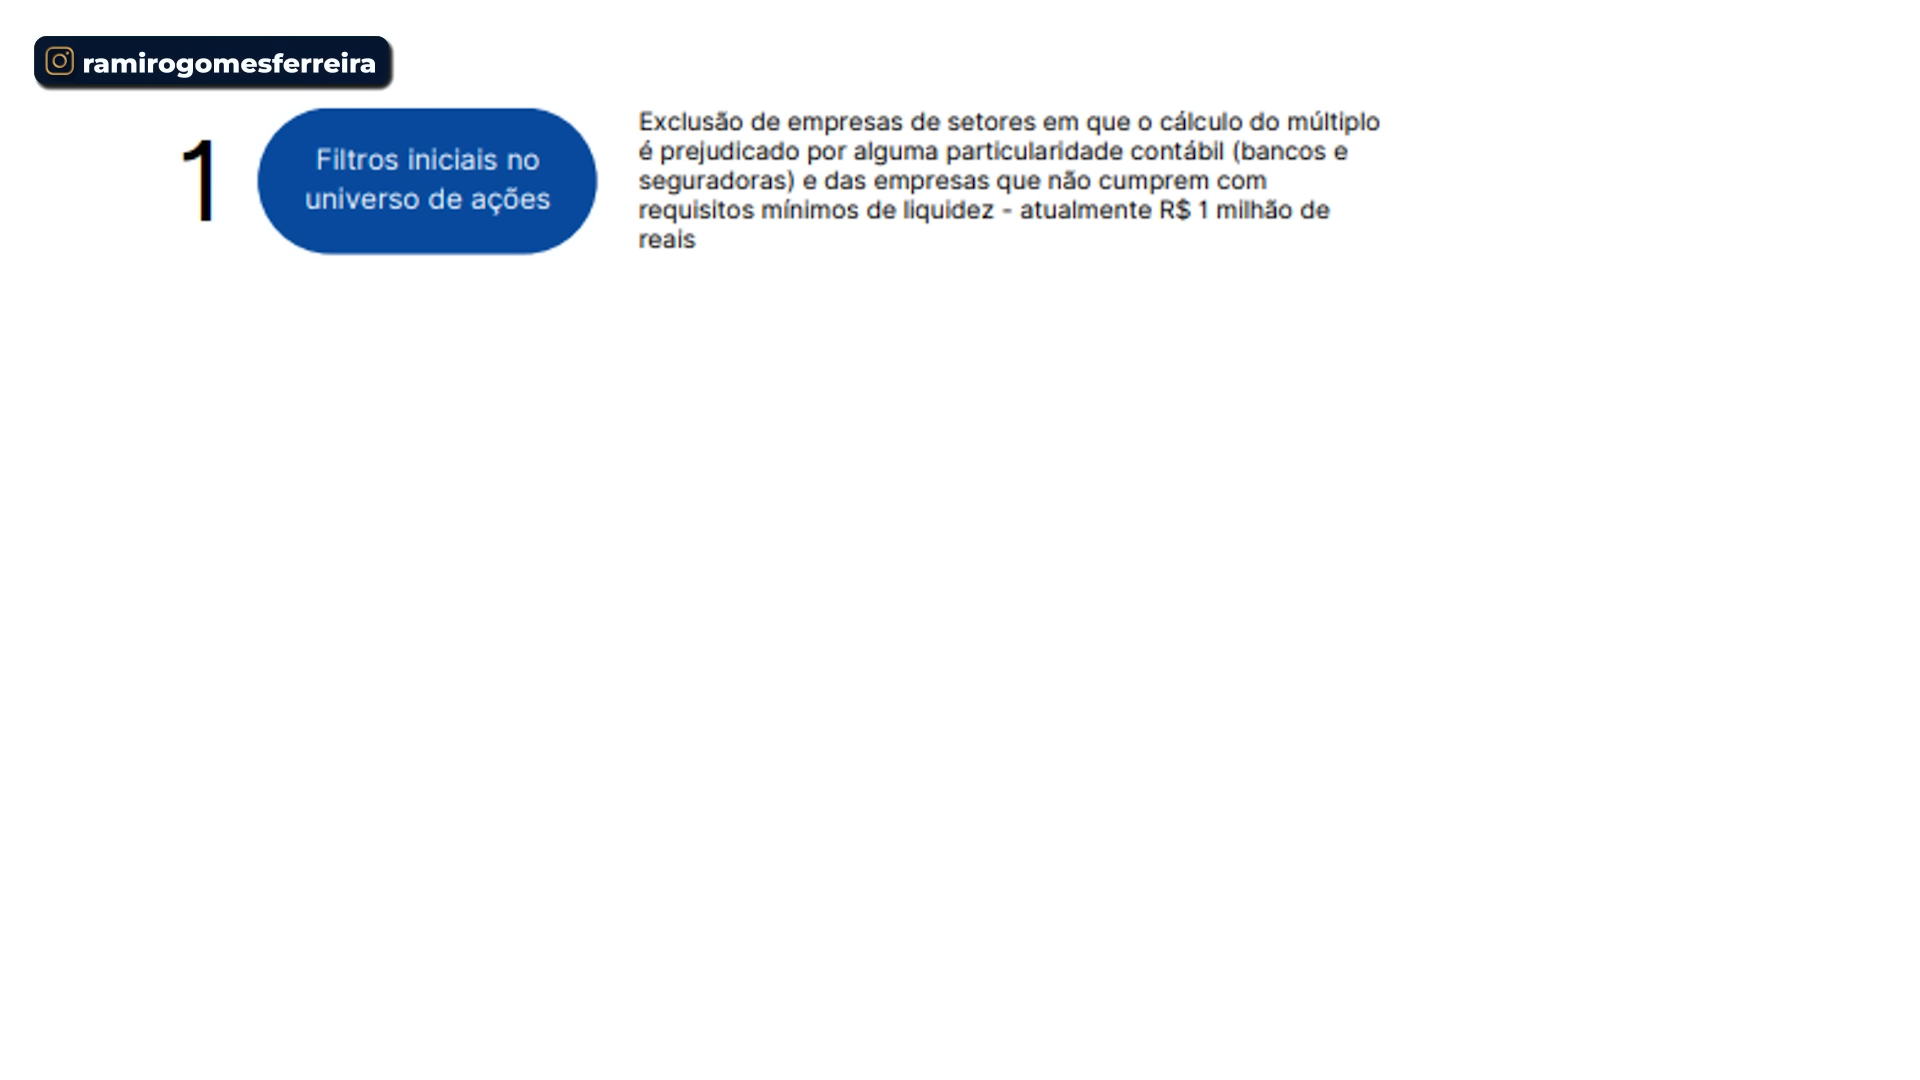 ramirogomesferreira
1
Filtros iniciais no
universo de ações
Exclusão de empresas de setores em que o cálculo do múltiplo
é prejudicado por alguma particularidade contábil (bancos e
seguradoras) e das empresas que não cumprem com
requisitos mínimos de liquidez - atualmente R$ 1 milhão de
reais